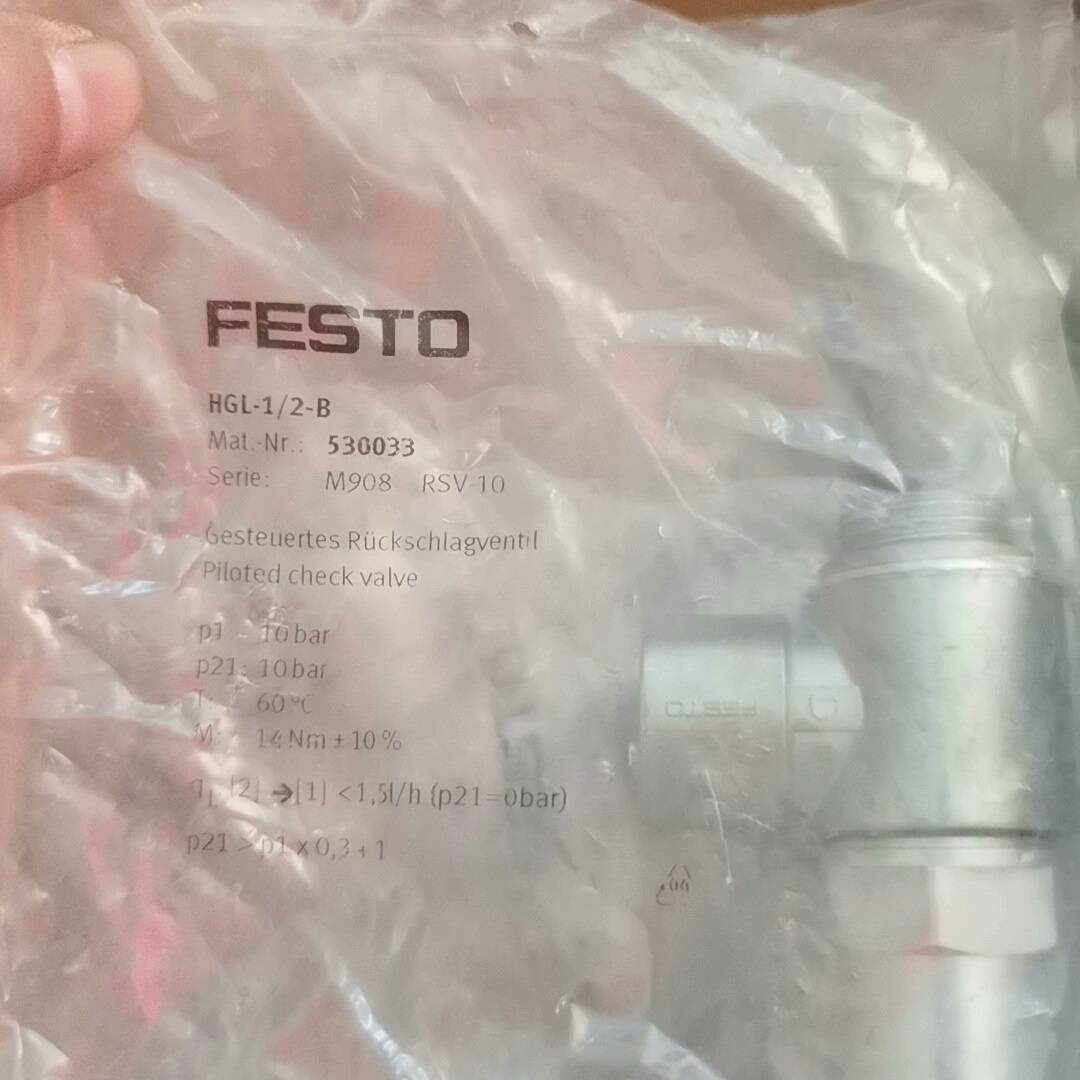 FESTO
HGL-1/2-B
Mat.-Nr.: 530033
Serie: M908 RSV-10
Gesteuertes Rückschlagventil
Piloted check valve
p1 10 bar
p21: 10 bar
T: 60 °C
M: 14 Nm ± 10 %
[2] → [1] < 1,5l/h (p21=0bar)
p21 > p1 x 0,3 + 1
FESTO